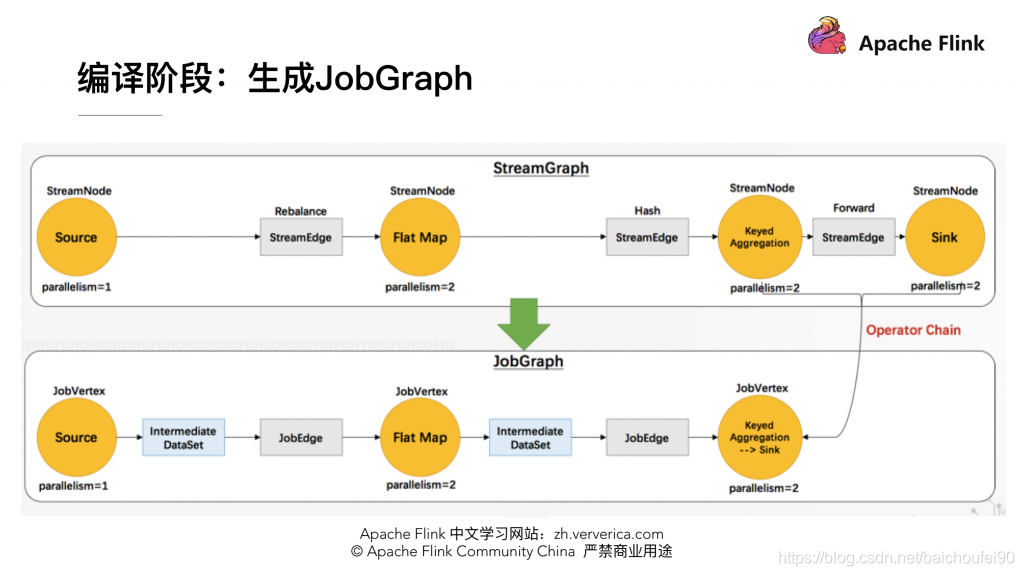 Apache Flink
编译阶段：生成JobGraph
StreamGraph
StreamNode
Source
parallelism=1
Rebalance
StreamEdge
StreamNode
Flat Map
parallelism=2
Hash
StreamEdge
StreamNode
Keyed
Aggregation
parallelism=2
Forward
StreamEdge
StreamNode
Sink
parallelism=2
Operator Chain
JobGraph
JobVertex
Source
parallelism=1
Intermediate
DataSet
JobEdge
JobVertex
Flat Map
parallelism=2
Intermediate
DataSet
JobEdge
JobVertex
Keyed
Aggregation
--> Sink
parallelism=2
Apache Flink 中文学习网站：zh.ververica.com
© Apache Flink Community China 严禁商业用途
https://blog.csdn.net/baichoufei90